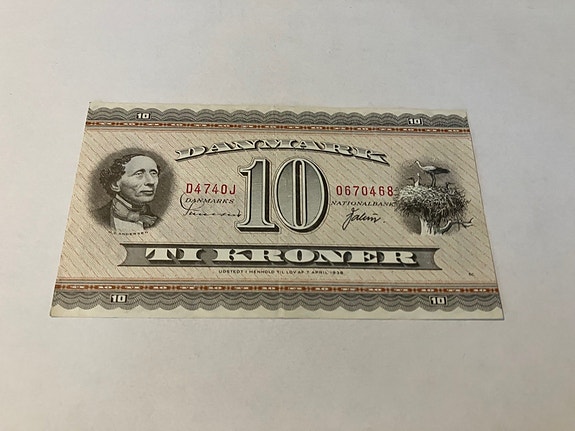 10 10
DANMARK
D4740J 10 0670468
DANMARKS NATIONALBANK
H.C. ANDERSEN
TI KRONER
UDSTEDT I HENHOLD TIL LOV AF 7 APRIL 1936
10 10